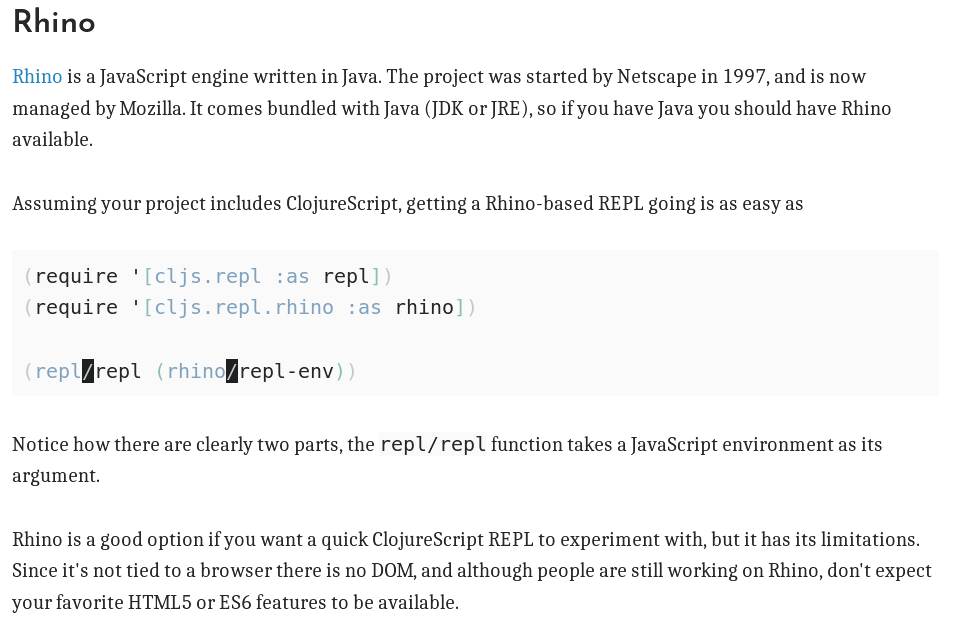 Rhino
Rhino is a JavaScript engine written in Java. The project was started by Netscape in 1997, and is now
managed by Mozilla. It comes bundled with Java (JDK or JRE), so if you have Java you should have Rhino
available.
Assuming your project includes ClojureScript, getting a Rhino-based REPL going is as easy as
(require '[cljs.repl :as repl])
(require '[cljs.repl.rhino :as rhino])
(repl/repl (rhino/repl-env))
Notice how there are clearly two parts, the repl/repl function takes a JavaScript environment as its
argument.
Rhino is a good option if you want a quick ClojureScript REPL to experiment with, but it has its limitations.
Since it's not tied to a browser there is no DOM, and although people are still working on Rhino, don't expect
your favorite HTML5 or ES6 features to be available.